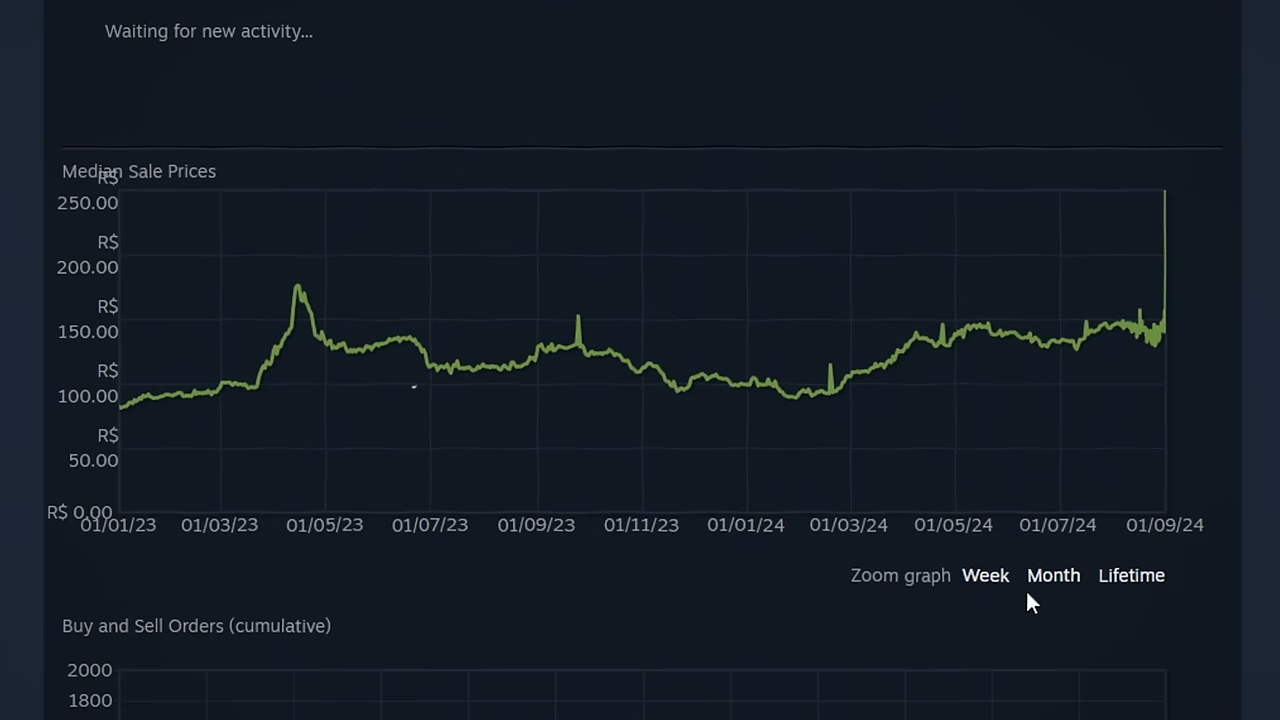 Waiting for new activity...
Median Sale Prices
R$
250.00
R$
200.00
R$
150.00
R$
100.00
R$
50.00
R$ 0.00
01/01/23 01/03/23 01/05/23 01/07/23 01/09/23 01/11/23 01/01/24 01/03/24 01/05/24 01/07/24 01/09/24
Zoom graph Week Month Lifetime
Buy and Sell Orders (cumulative)
2000
1800